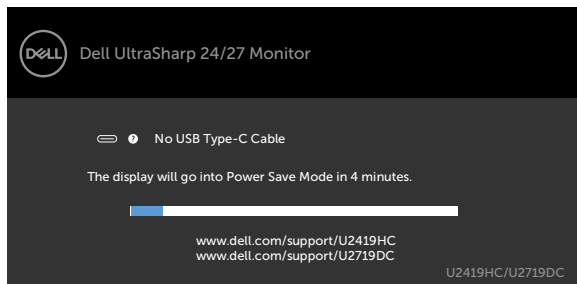 DELL
Dell UltraSharp 24/27 Monitor
? No USB Type-C Cable
The display will go into Power Save Mode in 4 minutes.
www.dell.com/support/U2419HC
www.dell.com/support/U2719DC
U2419HC/U2719DC